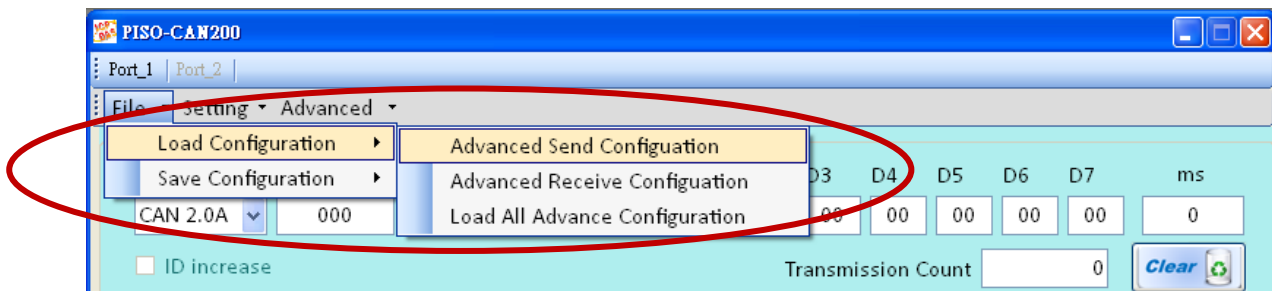 PISO-CAN200
Port_1 | Port_2 |
File Setting Advanced
Load Configuration Advanced Send Configuation
Save Configuration Advanced Receive Configuation
Load All Advance Configuration
D3 D4 D5 D6 D7 ms
CAN 2.0A 000 00 00 00 00 00 0
ID increase Transmission Count 0 Clear